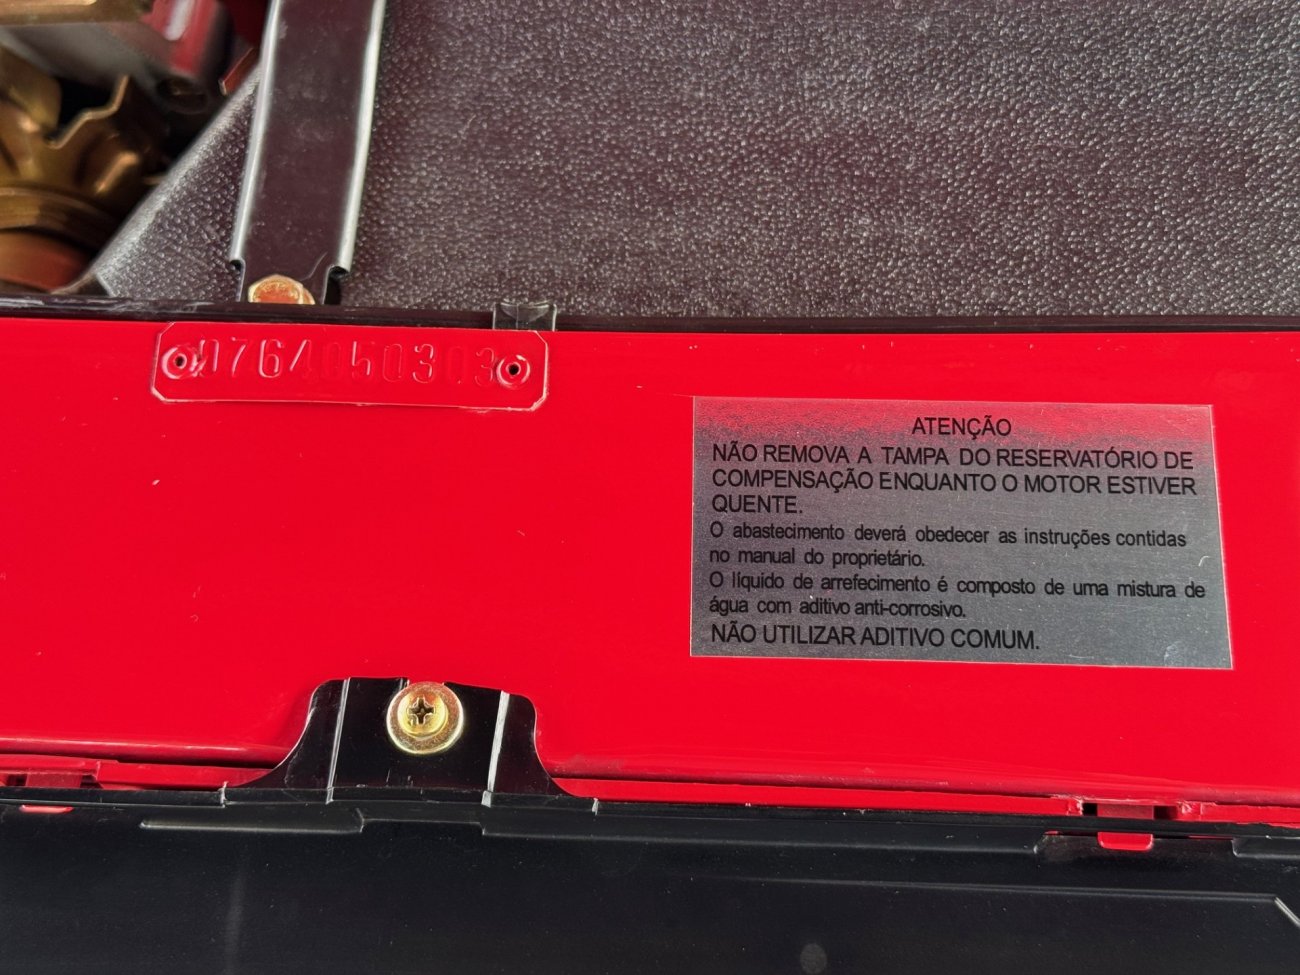 0764050303
ATENÇÃO
NÃO REMOVA A TAMPA DO RESERVATÓRIO DE
COMPENSAÇÃO ENQUANTO O MOTOR ESTIVER
QUENTE.
O abastecimento deverá obedecer as instruções contidas
no manual do proprietário.
O líquido de arrefecimento é composto de uma mistura de
água com aditivo anti-corrosivo.
NÃO UTILIZAR ADITIVO COMUM.